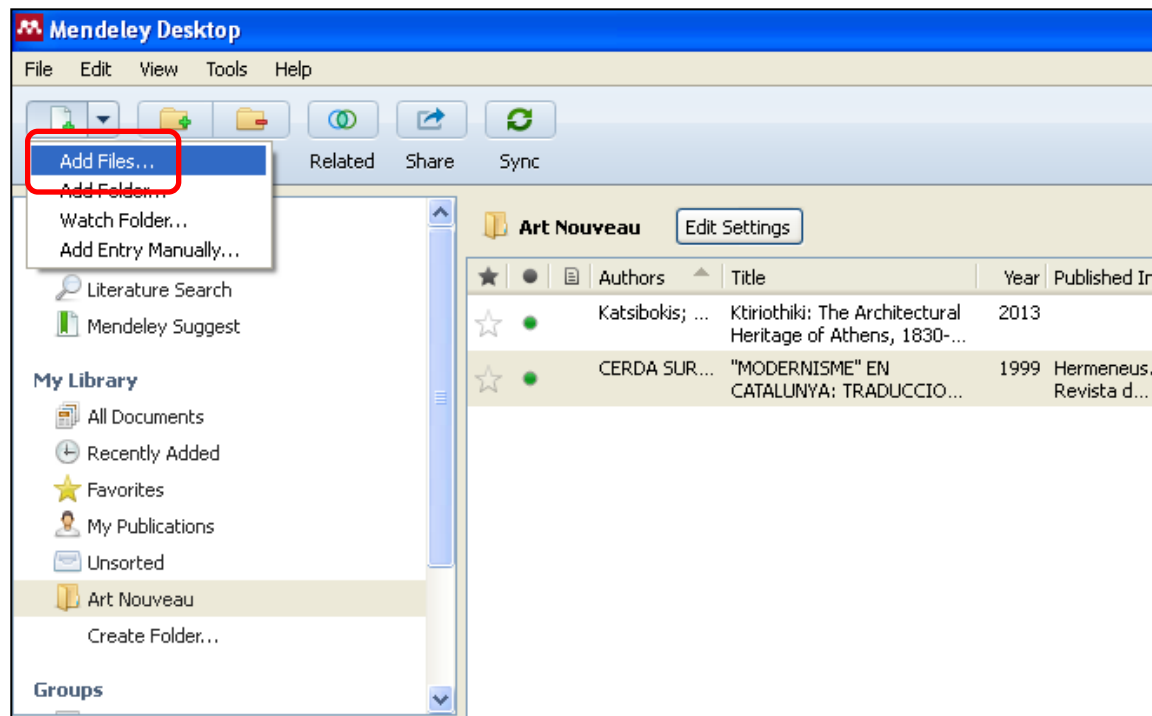 Mendeley Desktop
File Edit View Tools Help
Related Share Sync
Add Files...
Add Folder...
Watch Folder...
Add Entry Manually...
Literature Search
Mendeley Suggest
My Library
All Documents
Recently Added
Favorites
My Publications
Unsorted
Art Nouveau
Create Folder...
Groups
Art Nouveau Edit Settings
Authors Title Year Published In
Katsibokis; ... Ktiriothiki: The Architectural 2013
Heritage of Athens, 1830-...
CERDA SUR... "MODERNISME" EN 1999 Hermeneus.
CATALUNYA: TRADUCCIO... Revista d...